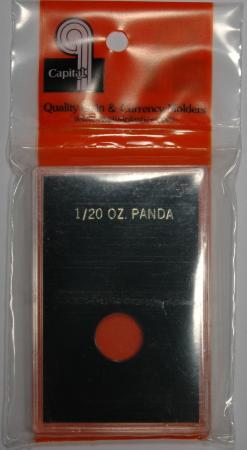 Capital
Quality Coin & Currency Holders
1/20 OZ. PANDA